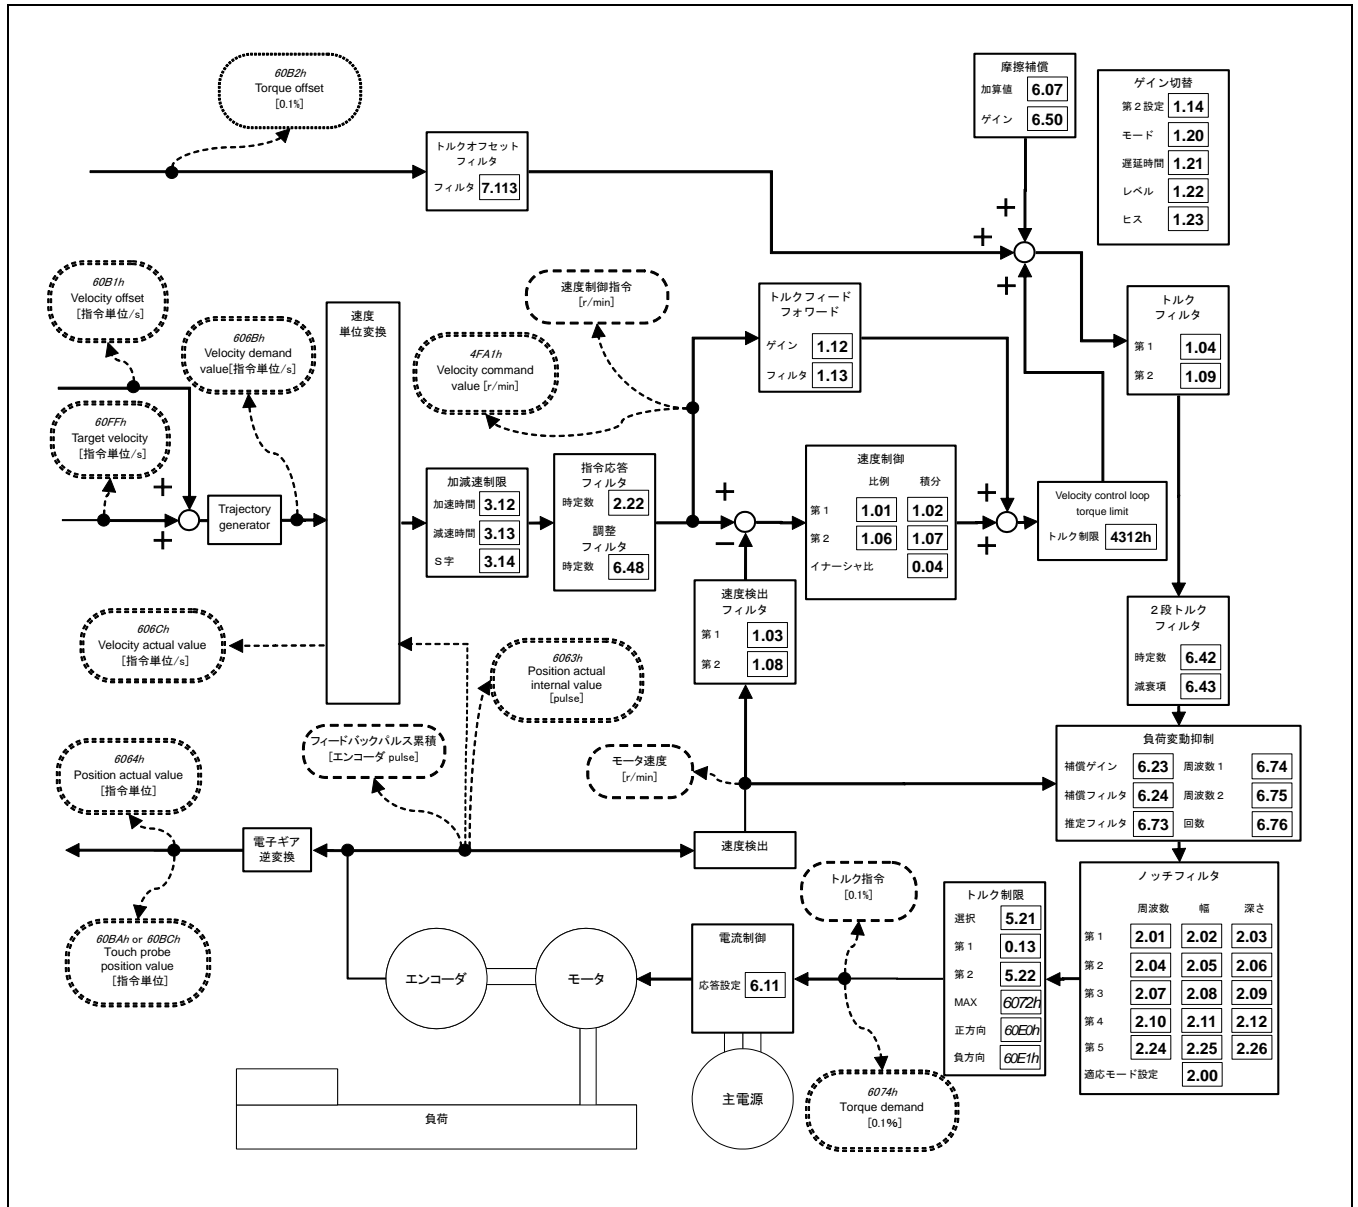 60B2h
Torque offset
[0.1%]
トルクオフセット
フィルタ
フィルタ 7.113
摩擦補償
加算値 6.07
ゲイン 6.50
ゲイン切替
第２設定 1.14
モード 1.20
遅延時間 1.21
レベル 1.22
ヒス 1.23
+
+
+
60B1h
Velocity offset
[指令単位/s]
606Bh
Velocity demand
value[指令単位/s]
60FFh
Target velocity
[指令単位/s]
+
+
Trajectory
generator
速度
単位変換
速度制御指令
[r/min]
4FA1h
Velocity command
value [r/min]
トルクフィード
フォワード
ゲイン 1.12
フィルタ 1.13
トルク
フィルタ
第１ 1.04
第２ 1.09
加減速制限
加速時間 3.12
減速時間 3.13
Ｓ字 3.14
指令応答
フィルタ
時定数 2.22
調整
フィルタ
時定数 6.48
+
−
速度制御
比例 積分
第１ 1.01 1.02
第２ 1.06 1.07
イナーシャ比 0.04
+
+
Velocity control loop
torque limit
トルク制限 4312h
速度検出
フィルタ
第１ 1.03
第２ 1.08
２段トルク
フィルタ
時定数 6.42
減衰項 6.43
606Ch
Velocity actual value
[指令単位/s]
6063h
Position actual
internal value
[pulse]
フィードバックパルス累積
[エンコーダ pulse]
モータ速度
[r/min]
負荷変動抑制
補償ゲイン 6.23 周波数１ 6.74
補償フィルタ 6.24 周波数２ 6.75
推定フィルタ 6.73 回数 6.76
6064h
Position actual value
[指令単位]
電子ギア
逆変換
速度検出
60BAh or 60BCh
Touch probe
position value
[指令単位]
エンコーダ
モータ
負荷
電流制御
応答設定 6.11
主電源
トルク指令
[0.1%]
6074h
Torque demand
[0.1%]
トルク制限
選択 5.21
第１ 0.13
第２ 5.22
MAX 6072h
正方向 60E0h
負方向 60E1h
ノッチフィルタ
周波数 幅 深さ
第１ 2.01 2.02 2.03
第２ 2.04 2.05 2.06
第３ 2.07 2.08 2.09
第４ 2.10 2.11 2.12
第５ 2.24 2.25 2.26
適応モード設定 2.00